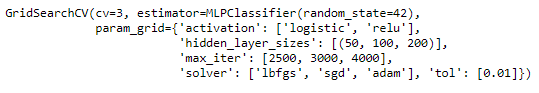 GridSearchCV(cv=3, estimator=MLPClassifier(random_state=42),
             param_grid={'activation': ['logistic', 'relu'],
                         'hidden_layer_sizes': [(50, 100, 200)],
                         'max_iter': [2500, 3000, 4000],
                         'solver': ['lbfgs', 'sgd', 'adam'], 'tol': [0.01]})